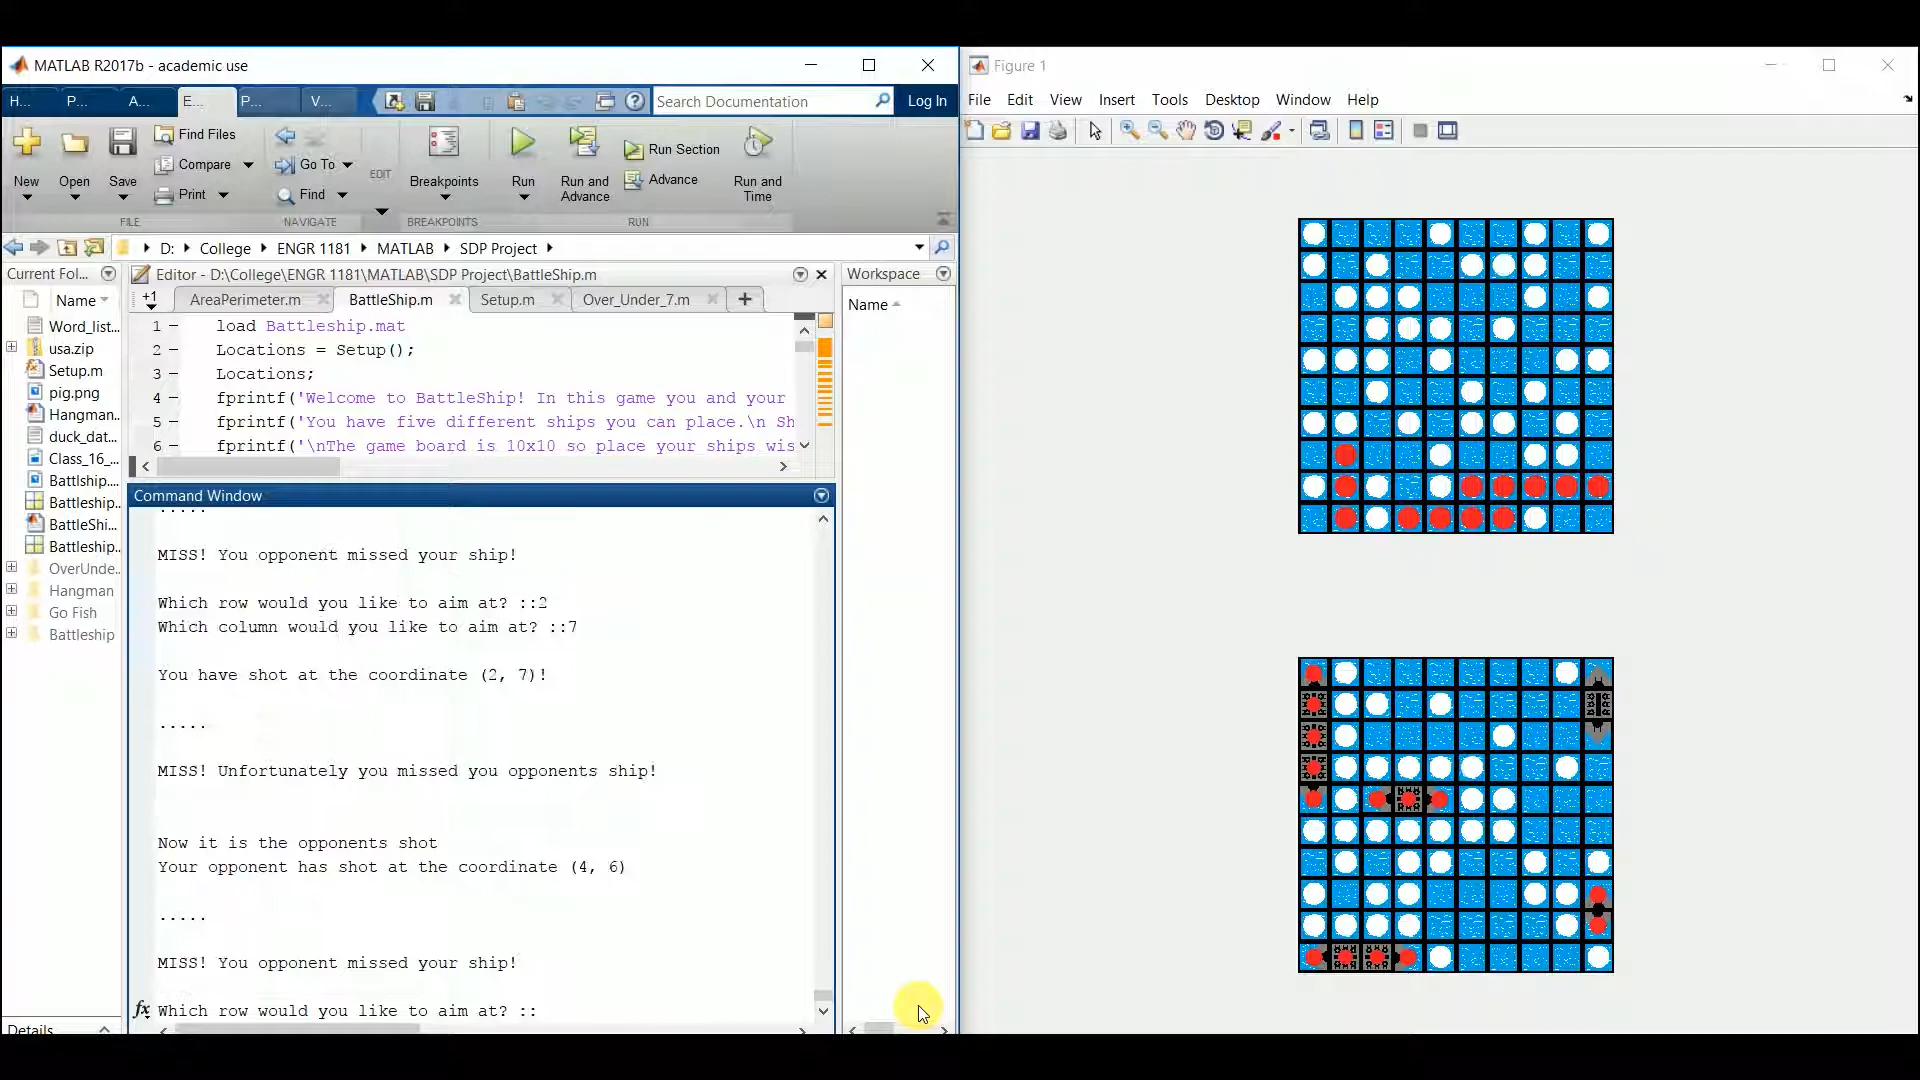 MATLAB R2017b - academic use
Figure 1
H... P... A... E... P... V...
Search Documentation
Log In
File Edit View Insert Tools Desktop Window Help
New Open Save
Find Files
Compare
Print
Go To
Find
EDIT
Breakpoints
Run
Run and Advance
Run Section
Advance
Run and Time
FILE NAVIGATE BREAKPOINTS RUN
D: College ENGR 1181 MATLAB SDP Project
Current Fol...
Editor - D:\College\ENGR 1181\MATLAB\SDP Project\BattleShip.m
Workspace
Name
+1 AreaPerimeter.m BattleShip.m Setup.m Over_Under_7.m +
Name
Word_list...
usa.zip
Setup.m
pig.png
Hangman..
duck_dat...
Class_16_...
Battlship...
Battleship..
BattleShi...
Battleship..
OverUnde..
Hangman
Go Fish
Battleship
Details
1 – load Battleship.mat
2 – Locations = Setup();
3 – Locations;
4 – fprintf('Welcome to BattleShip! In this game you and your
5 – fprintf('You have five different ships you can place.\n Sh
6 – fprintf('\nThe game board is 10x10 so place your ships wis
Command Window
.....
MISS! You opponent missed your ship!
Which row would you like to aim at? ::2
Which column would you like to aim at? ::7
You have shot at the coordinate (2, 7)!
.....
MISS! Unfortunately you missed you opponents ship!
Now it is the opponents shot
Your opponent has shot at the coordinate (4, 6)
.....
MISS! You opponent missed your ship!
fx Which row would you like to aim at? ::